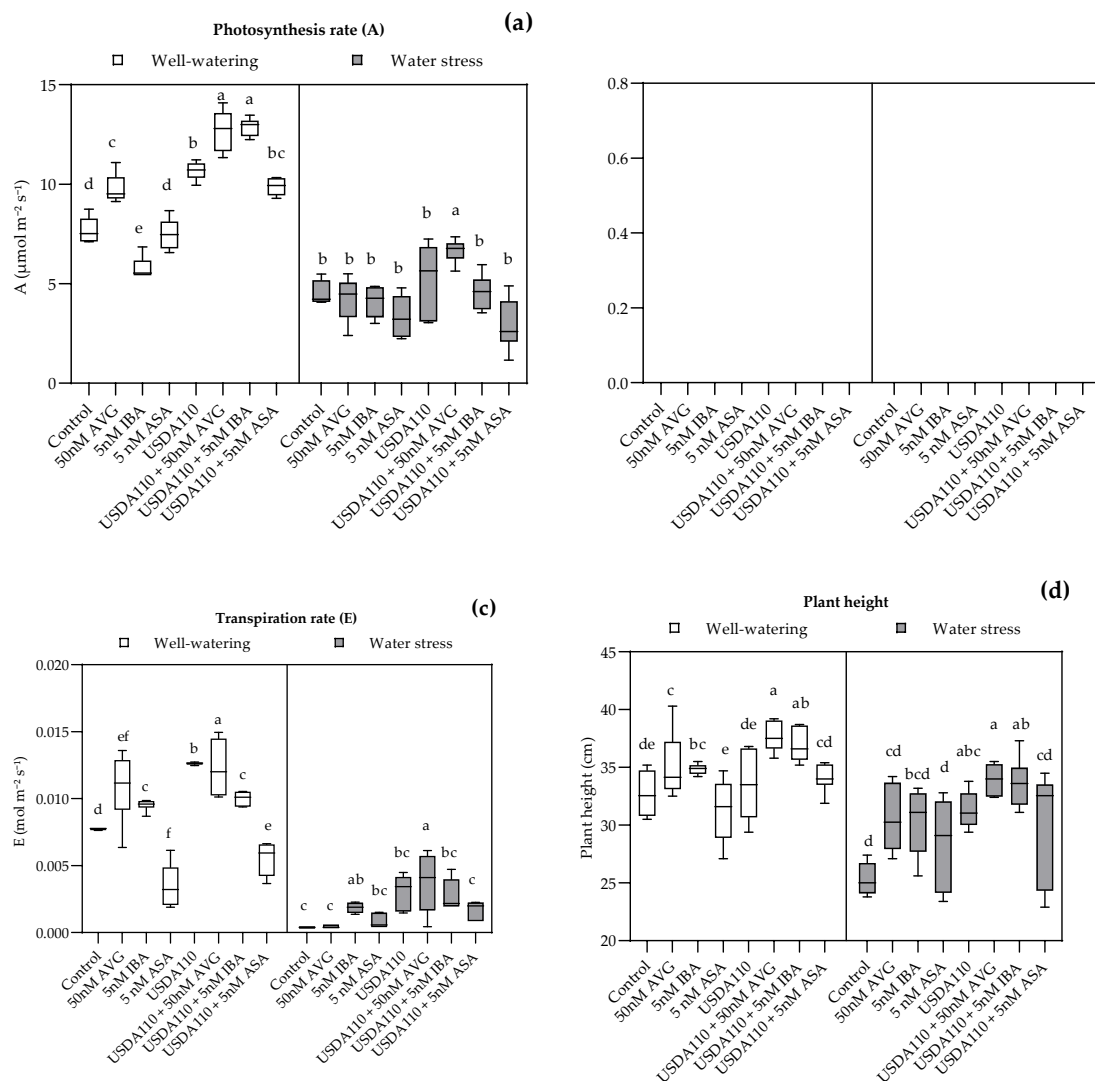 Photosynthesis rate (A)
(a)
Well-watering
Water stress
A (µmol m⁻² s⁻¹)
15
10
5
0
d
c
e
d
b
a
a
bc
b
b
b
b
b
a
b
b
Control
50nM AVG
5nM IBA
5 nM ASA
USDA110
USDA110 + 50nM AVG
USDA110 + 5nM IBA
USDA110 + 5nM ASA
Control
50nM AVG
5nM IBA
5 nM ASA
USDA110
USDA110 + 50nM AVG
USDA110 + 5nM IBA
USDA110 + 5nM ASA
0.8
0.6
0.4
0.2
0.0
Control
50nM AVG
5nM IBA
5 nM ASA
USDA110
USDA110 + 50nM AVG
USDA110 + 5nM IBA
USDA110 + 5nM ASA
Control
50nM AVG
5nM IBA
5 nM ASA
USDA110
USDA110 + 50nM AVG
USDA110 + 5nM IBA
USDA110 + 5nM ASA
Transpiration rate (E)
(c)
Well-watering
Water stress
E (mol m⁻² s⁻¹)
0.020
0.015
0.010
0.005
0.000
d
ef
c
f
b
a
c
e
c
c
ab
bc
bc
a
bc
c
Control
50nM AVG
5nM IBA
5 nM ASA
USDA110
USDA110 + 50nM AVG
USDA110 + 5nM IBA
USDA110 + 5nM ASA
Control
50nM AVG
5nM IBA
5 nM ASA
USDA110
USDA110 + 50nM AVG
USDA110 + 5nM IBA
USDA110 + 5nM ASA
Plant height
(d)
Well-watering
Water stress
Plant height (cm)
45
40
35
30
25
20
de
c
bc
e
de
a
ab
cd
d
cd
bcd
d
abc
a
ab
cd
Control
50nM AVG
5nM IBA
5 nM ASA
USDA110
USDA110 + 50nM AVG
USDA110 + 5nM IBA
USDA110 + 5nM ASA
Control
50nM AVG
5nM IBA
5 nM ASA
USDA110
USDA110 + 50nM AVG
USDA110 + 5nM IBA
USDA110 + 5nM ASA